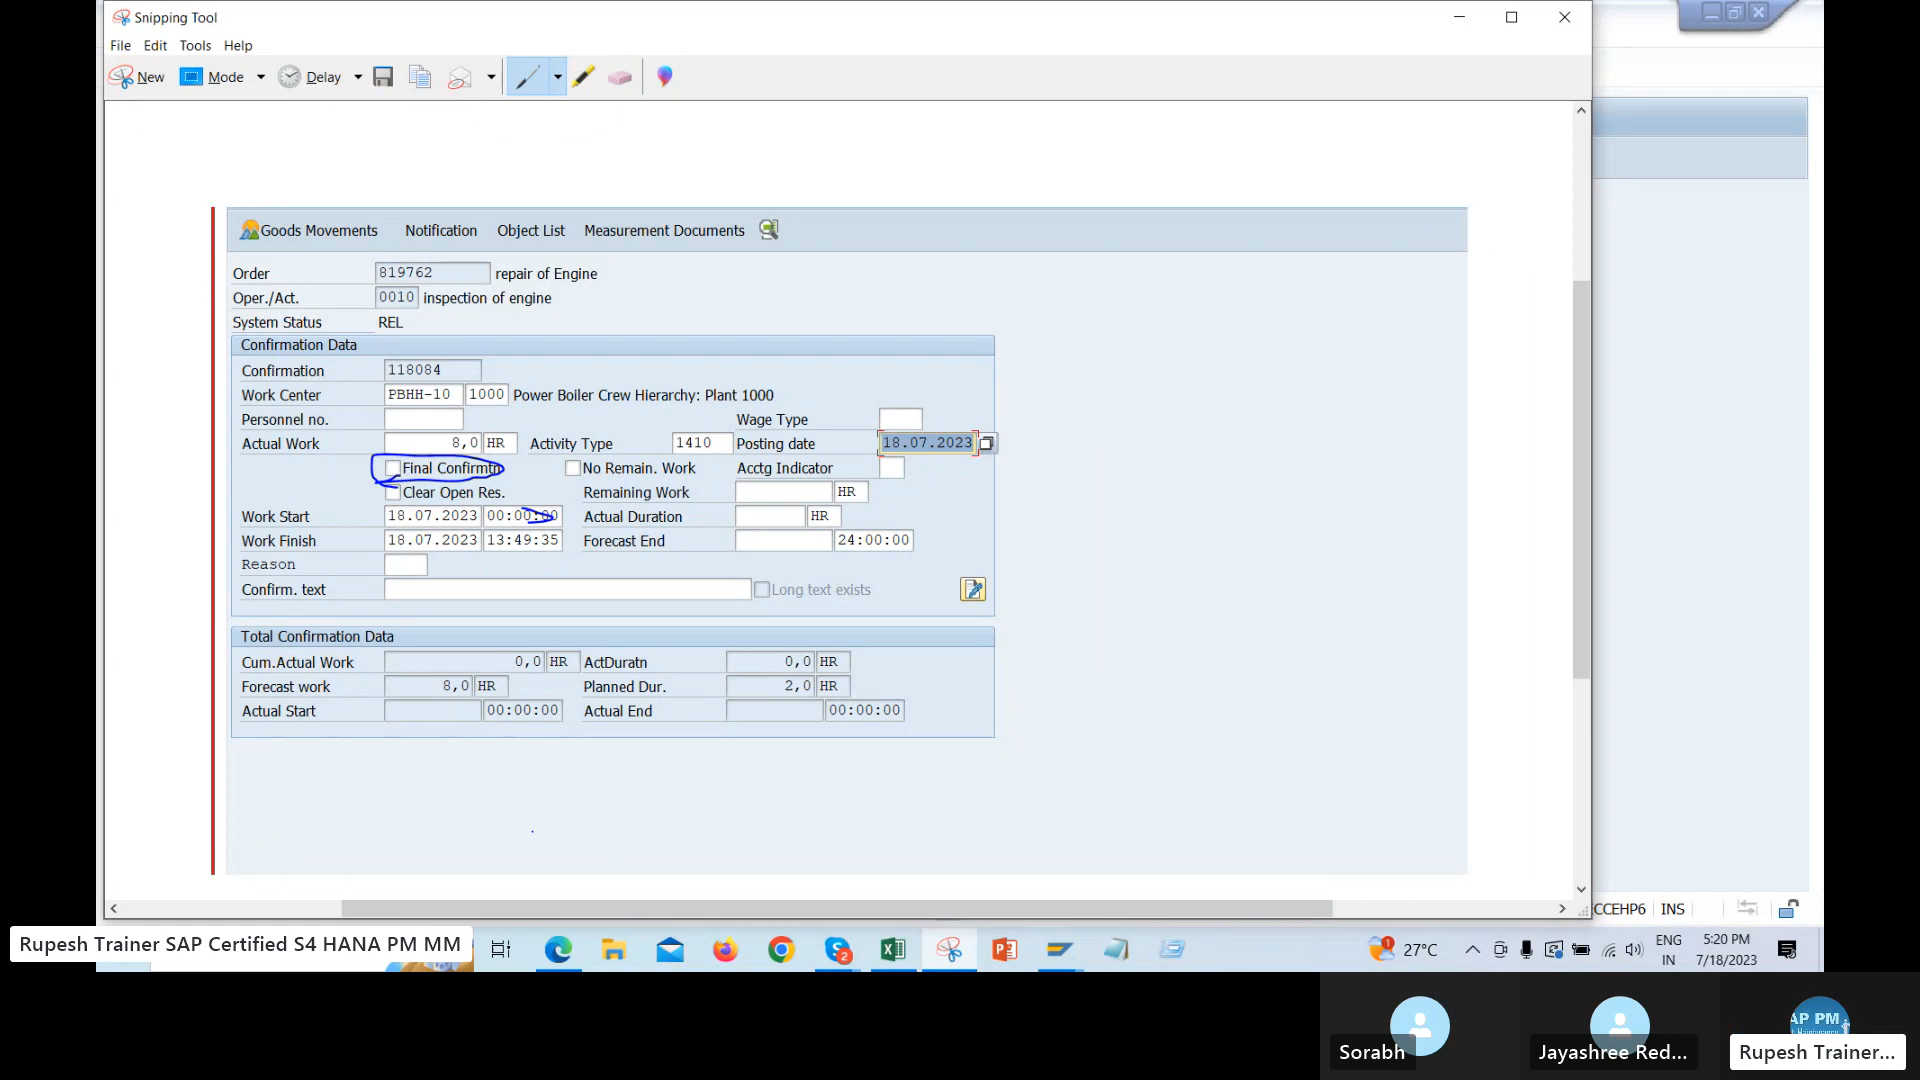 Snipping Tool
File Edit Tools Help
New Mode Delay
Goods Movements Notification Object List Measurement Documents
Order 819762 repair of Engine
Oper./Act. 0010 inspection of engine
System Status REL
Confirmation Data
Confirmation 118084
Work Center PBHH-10 1000 Power Boiler Crew Hierarchy: Plant 1000
Personnel no. Wage Type
Actual Work 8,0 HR Activity Type 1410 Posting date 18.07.2023
Final Confirmtn No Remain. Work Acctg Indicator
Clear Open Res. Remaining Work HR
Work Start 18.07.2023 00:00:00 Actual Duration HR
Work Finish 18.07.2023 13:49:35 Forecast End 24:00:00
Reason
Confirm. text Long text exists
Total Confirmation Data
Cum.Actual Work 0,0 HR ActDuratn 0,0 HR
Forecast work 8,0 HR Planned Dur. 2,0 HR
Actual Start 00:00:00 Actual End 00:00:00
CCEHP6 INS
Rupesh Trainer SAP Certified S4 HANA PM MM
2
1 27°C
ENG
IN
5:20 PM
7/18/2023
AP PM
Sorabh Jayashree Red... Rupesh Trainer...